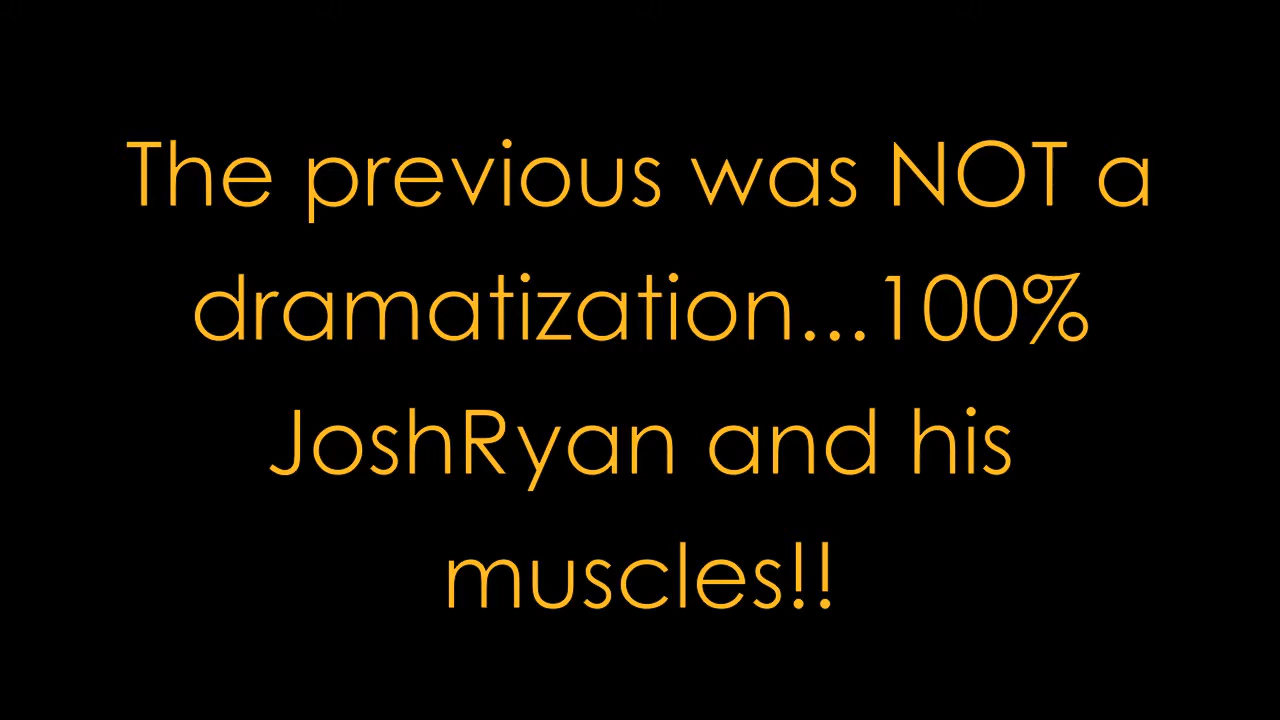 The previous was NOT a
dramatization...100%
JoshRyan and his
muscles!!